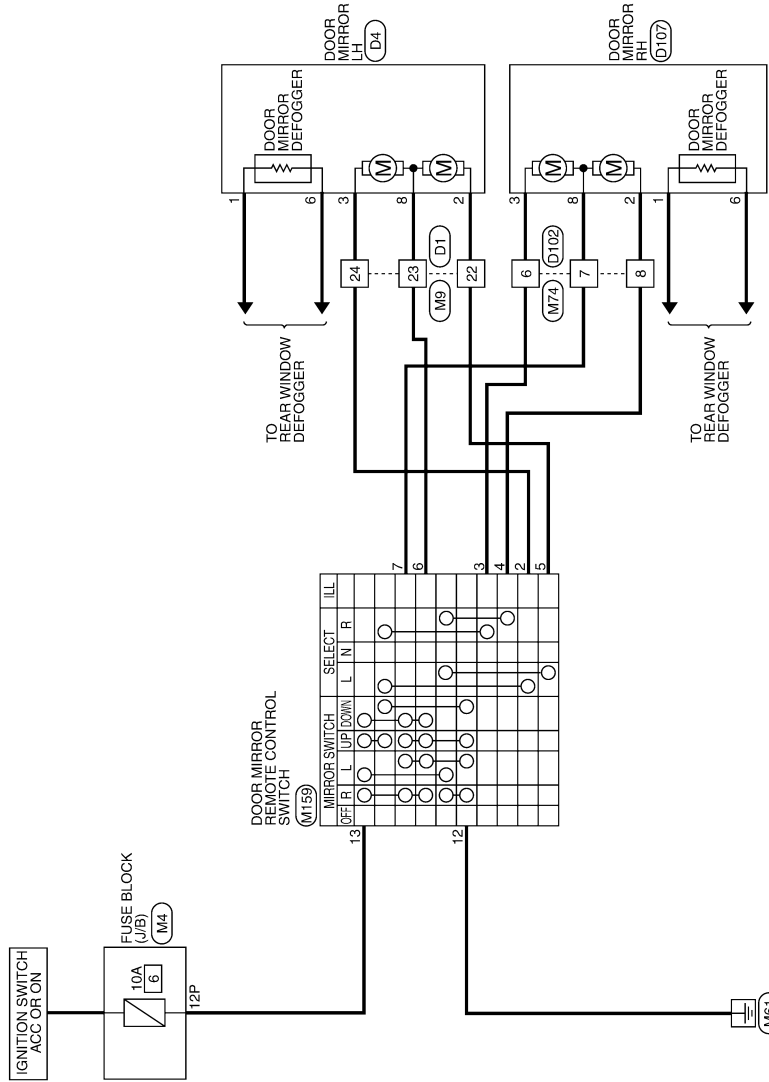 IGNITION SWITCH
ACC OR ON
FUSE BLOCK
(J/B)
M4
10A
6
12P
DOOR MIRROR
REMOTE CONTROL
SWITCH
M159
13
12
MIRROR SWITCH
SELECT
ILL
OFF
R
L
UP
DOWN
L
N
R
7
6
3
4
2
5
TO
REAR WINDOW
DEFOGGER
TO
REAR WINDOW
DEFOGGER
24
23
22
M9
D1
6
7
8
M74
D102
1
6
3
8
2
DOOR
MIRROR
DEFOGGER
M
M
DOOR
MIRROR
LH
D4
3
8
2
1
6
M
M
DOOR
MIRROR
DEFOGGER
DOOR
MIRROR
RH
D107
M61